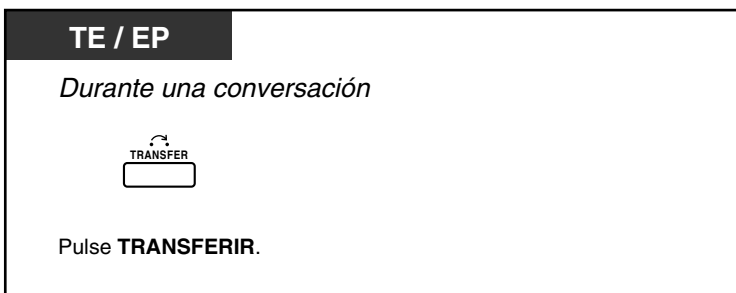 TE / EP
Durante una conversación
TRANSFER
Pulse TRANSFERIR.